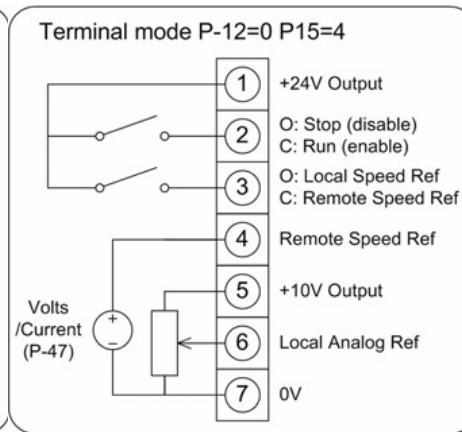 Terminal mode P-12=0 P15=4
1 +24V Output
2 O: Stop (disable)
C: Run (enable)
3 O: Local Speed Ref
C: Remote Speed Ref
4 Remote Speed Ref
5 +10V Output
Volts
/Current
(P-47)
+
−
6 Local Analog Ref
7 0V